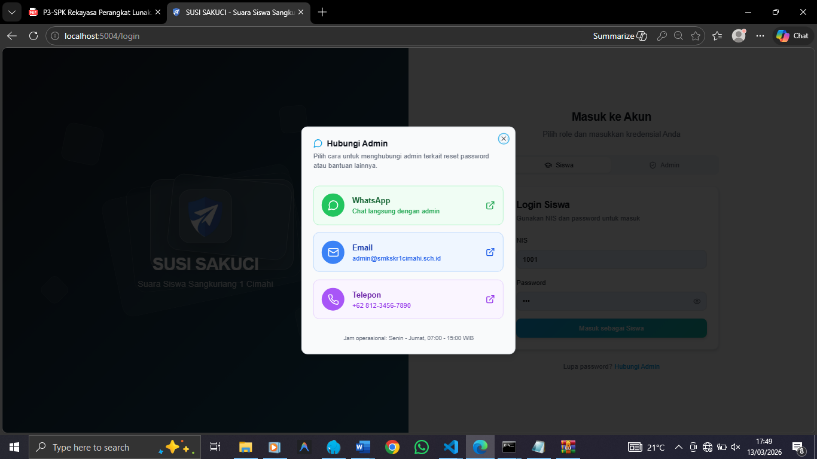 P3-SPK Rekayasa Perangkat Lunak
SUSI SAKUCI - Suara Siswa Sangku
localhost:5004/login
Summarize
Chat
Masuk ke Akun
Pilih role dan masukkan kredensial Anda
Siswa
Admin
Hubungi Admin
Pilih cara untuk menghubungi admin terkait reset password
atau bantuan lainnya.
WhatsApp
Chat langsung dengan admin
Email
admin@smkskr1cimahi.sch.id
Telepon
+62 812-3456-7890
Jam operasional: Senin - Jumat, 07:00 - 15:00 WIB
SUSI SAKUCI
Suara Siswa Sangkuriang 1 Cimahi
Login Siswa
NIS dan password untuk masuk
NIS
1001
Password
•••
Masuk sebagai Siswa
Lupa password? Hubungi Admin
Type here to search
21°C
17:49
13/03/2026
8